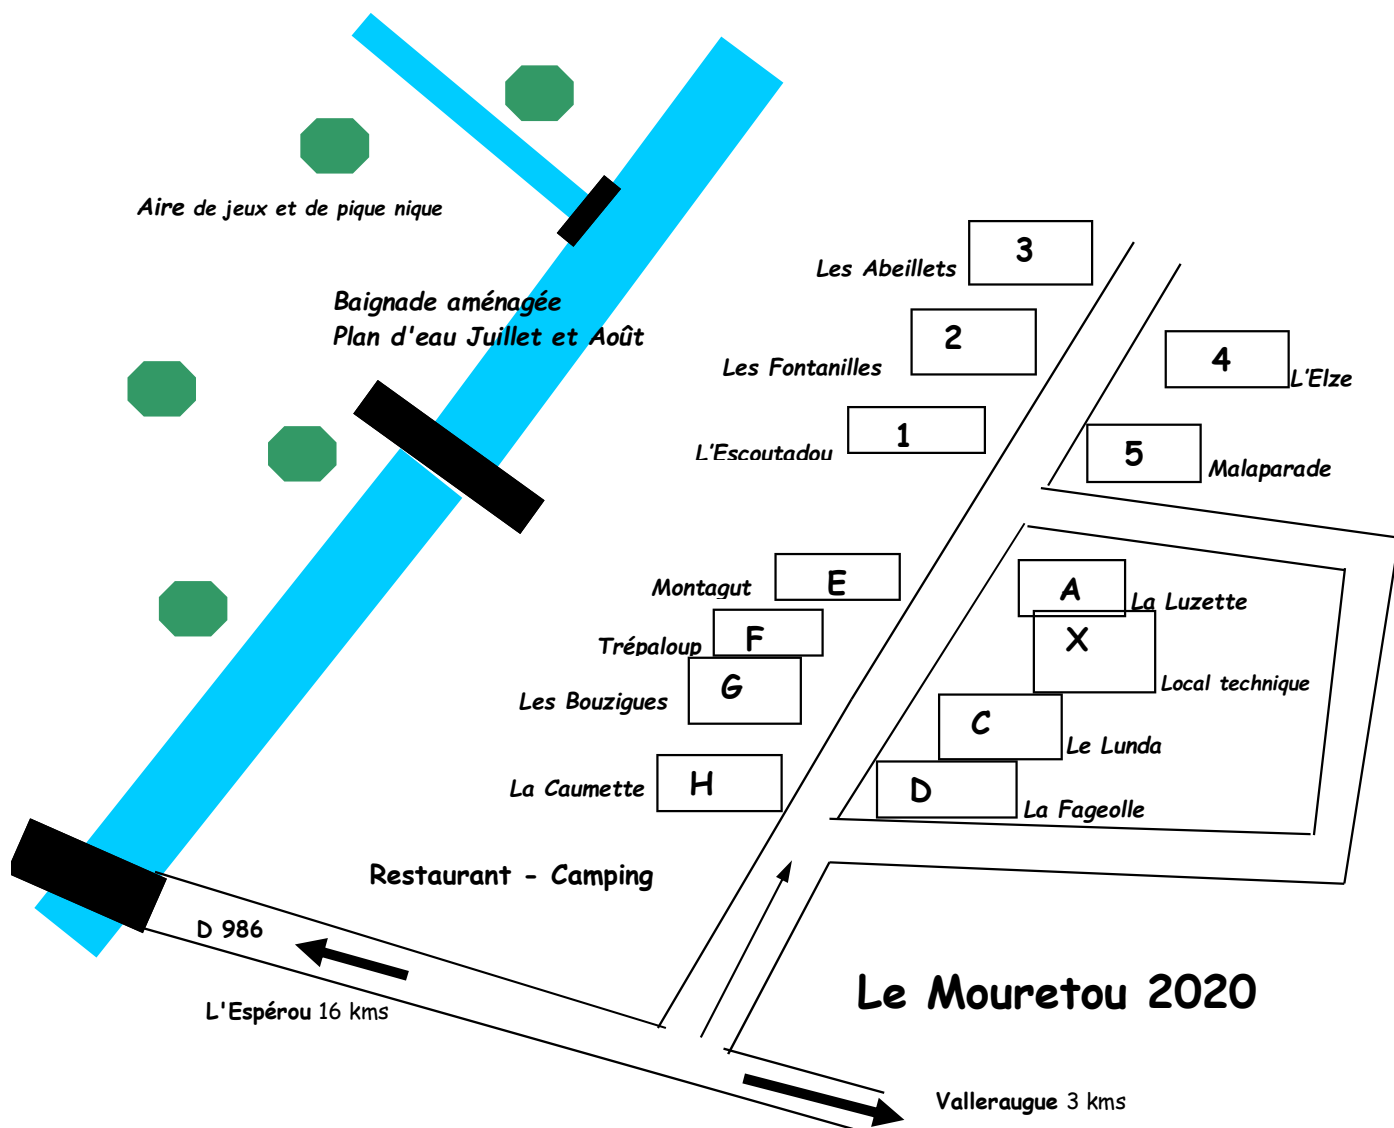 Aire de jeux et de pique nique
Baignade aménagée
Plan d'eau Juillet et Août
3
Les Abeillets
2
Les Fontanilles
1
L'Escoutadou
4
L'Elze
5
Malaparade
E
Montagut
F
Trépaloup
G
Les Bouzigues
H
La Caumette
A
La Luzette
X
Local technique
C
Le Lunda
D
La Fageolle
Restaurant - Camping
D 986
L'Espérou 16 kms
Le Mouretou 2020
Valleraugue 3 kms